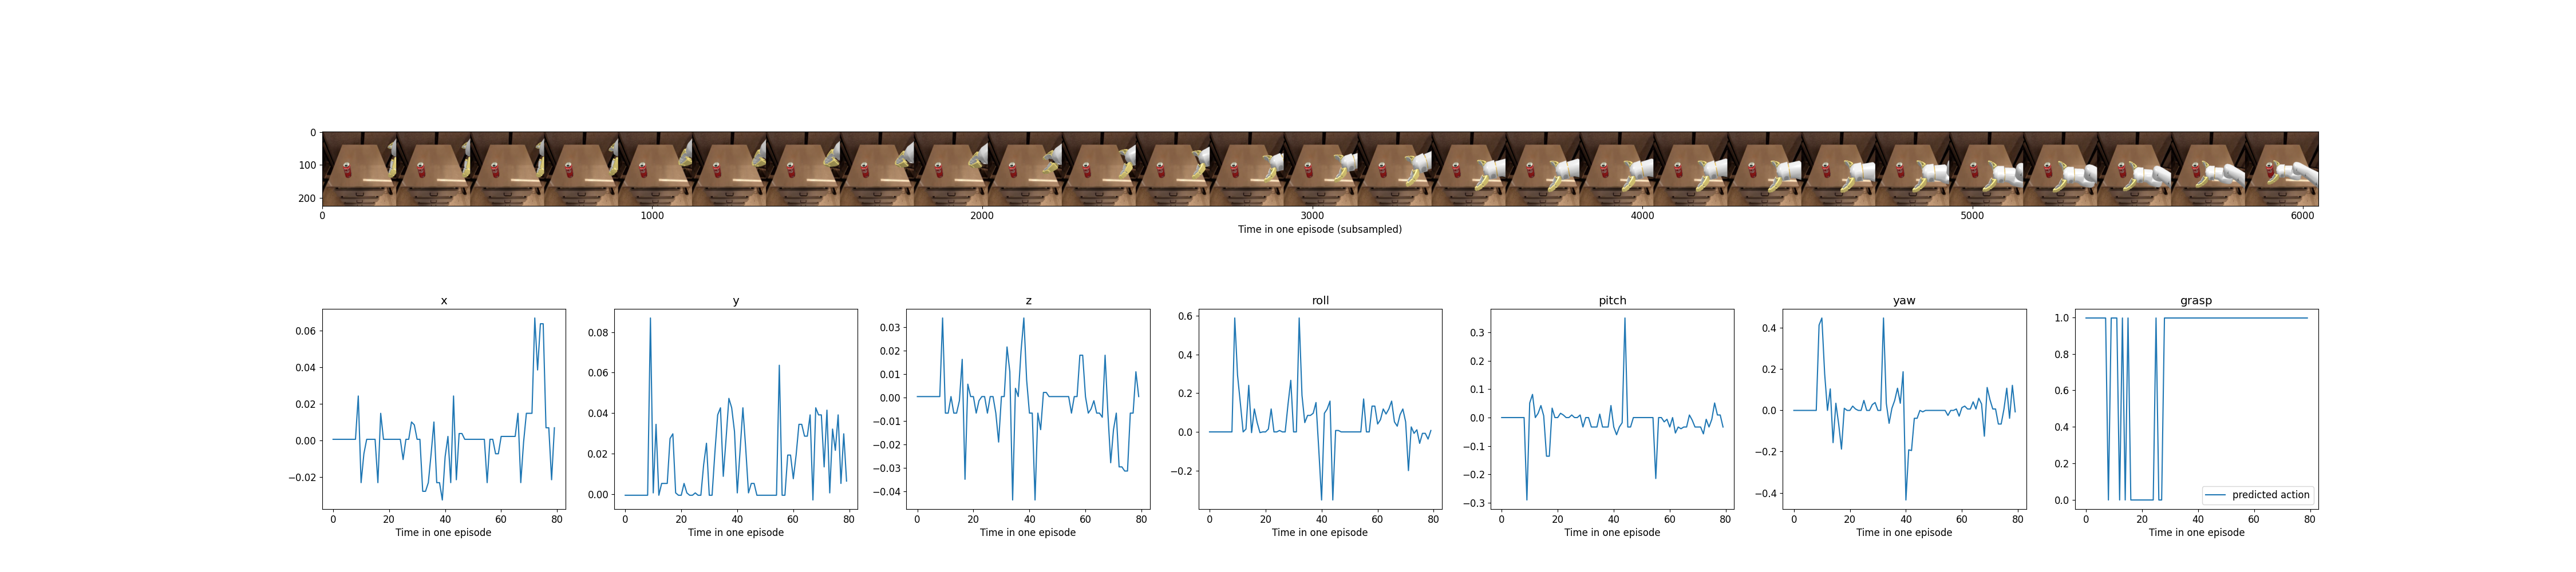 0
100
200
0 1000 2000 3000 4000 5000 6000
Time in one episode (subsampled)
x y z roll pitch yaw grasp
0.06
0.04
0.02
0.00
−0.02
0 20 40 60 80
Time in one episode
0.08
0.06
0.04
0.02
0.00
0 20 40 60 80
Time in one episode
0.03
0.02
0.01
0.00
−0.01
−0.02
−0.03
−0.04
0 20 40 60 80
Time in one episode
0.6
0.4
0.2
0.0
−0.2
0 20 40 60 80
Time in one episode
0.3
0.2
0.1
0.0
−0.1
−0.2
−0.3
0 20 40 60 80
Time in one episode
0.4
0.2
0.0
−0.2
−0.4
0 20 40 60 80
Time in one episode
1.0
0.8
0.6
0.4
0.2
0.0
predicted action
0 20 40 60 80
Time in one episode